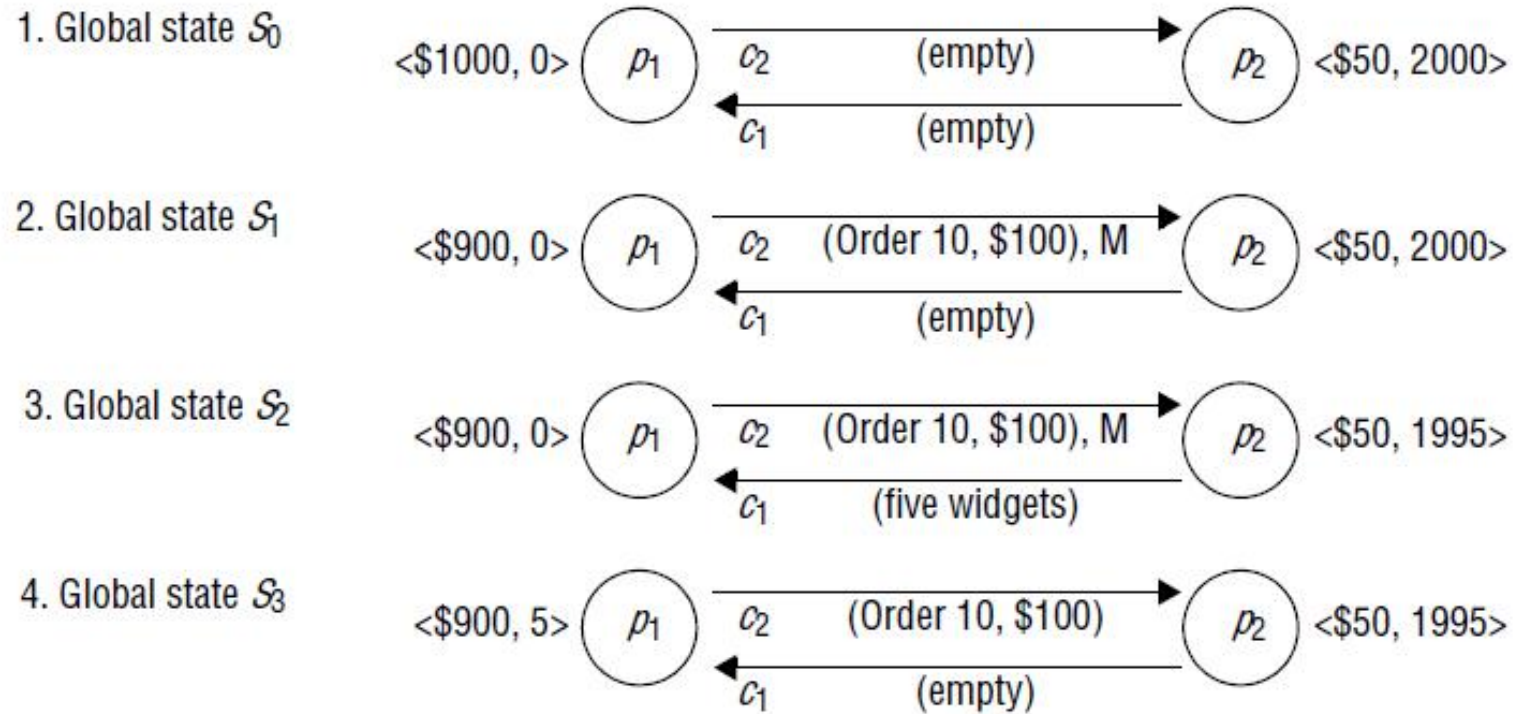 1. Global state S0
<$1000, 0> p1 c2 (empty) p2 <$50, 2000>
c1 (empty)
2. Global state S1
<$900, 0> p1 c2 (Order 10, $100), M p2 <$50, 2000>
c1 (empty)
3. Global state S2
<$900, 0> p1 c2 (Order 10, $100), M p2 <$50, 1995>
c1 (five widgets)
4. Global state S3
<$900, 5> p1 c2 (Order 10, $100) p2 <$50, 1995>
c1 (empty)